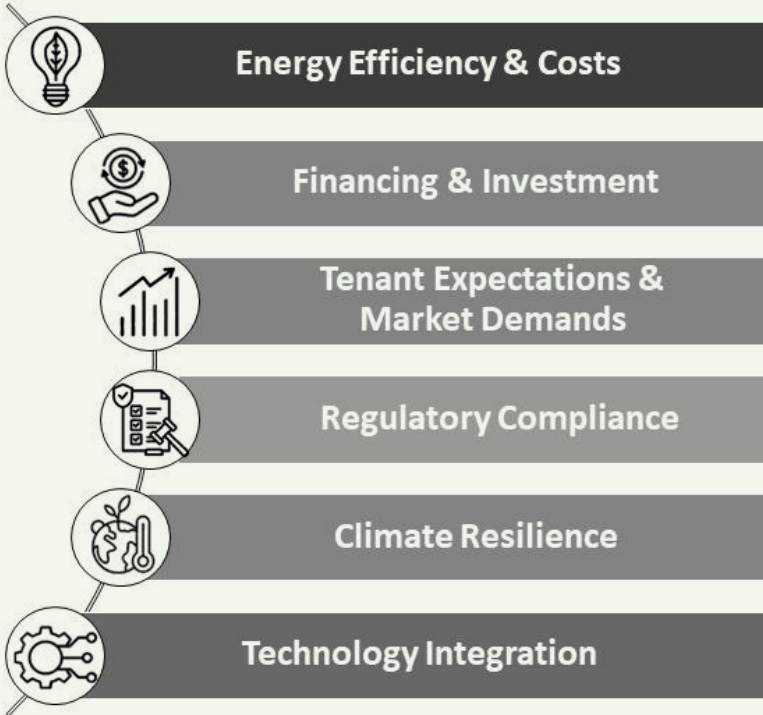 Energy Efficiency & Costs
Financing & Investment
Tenant Expectations &
Market Demands
Regulatory Compliance
Climate Resilience
Technology Integration